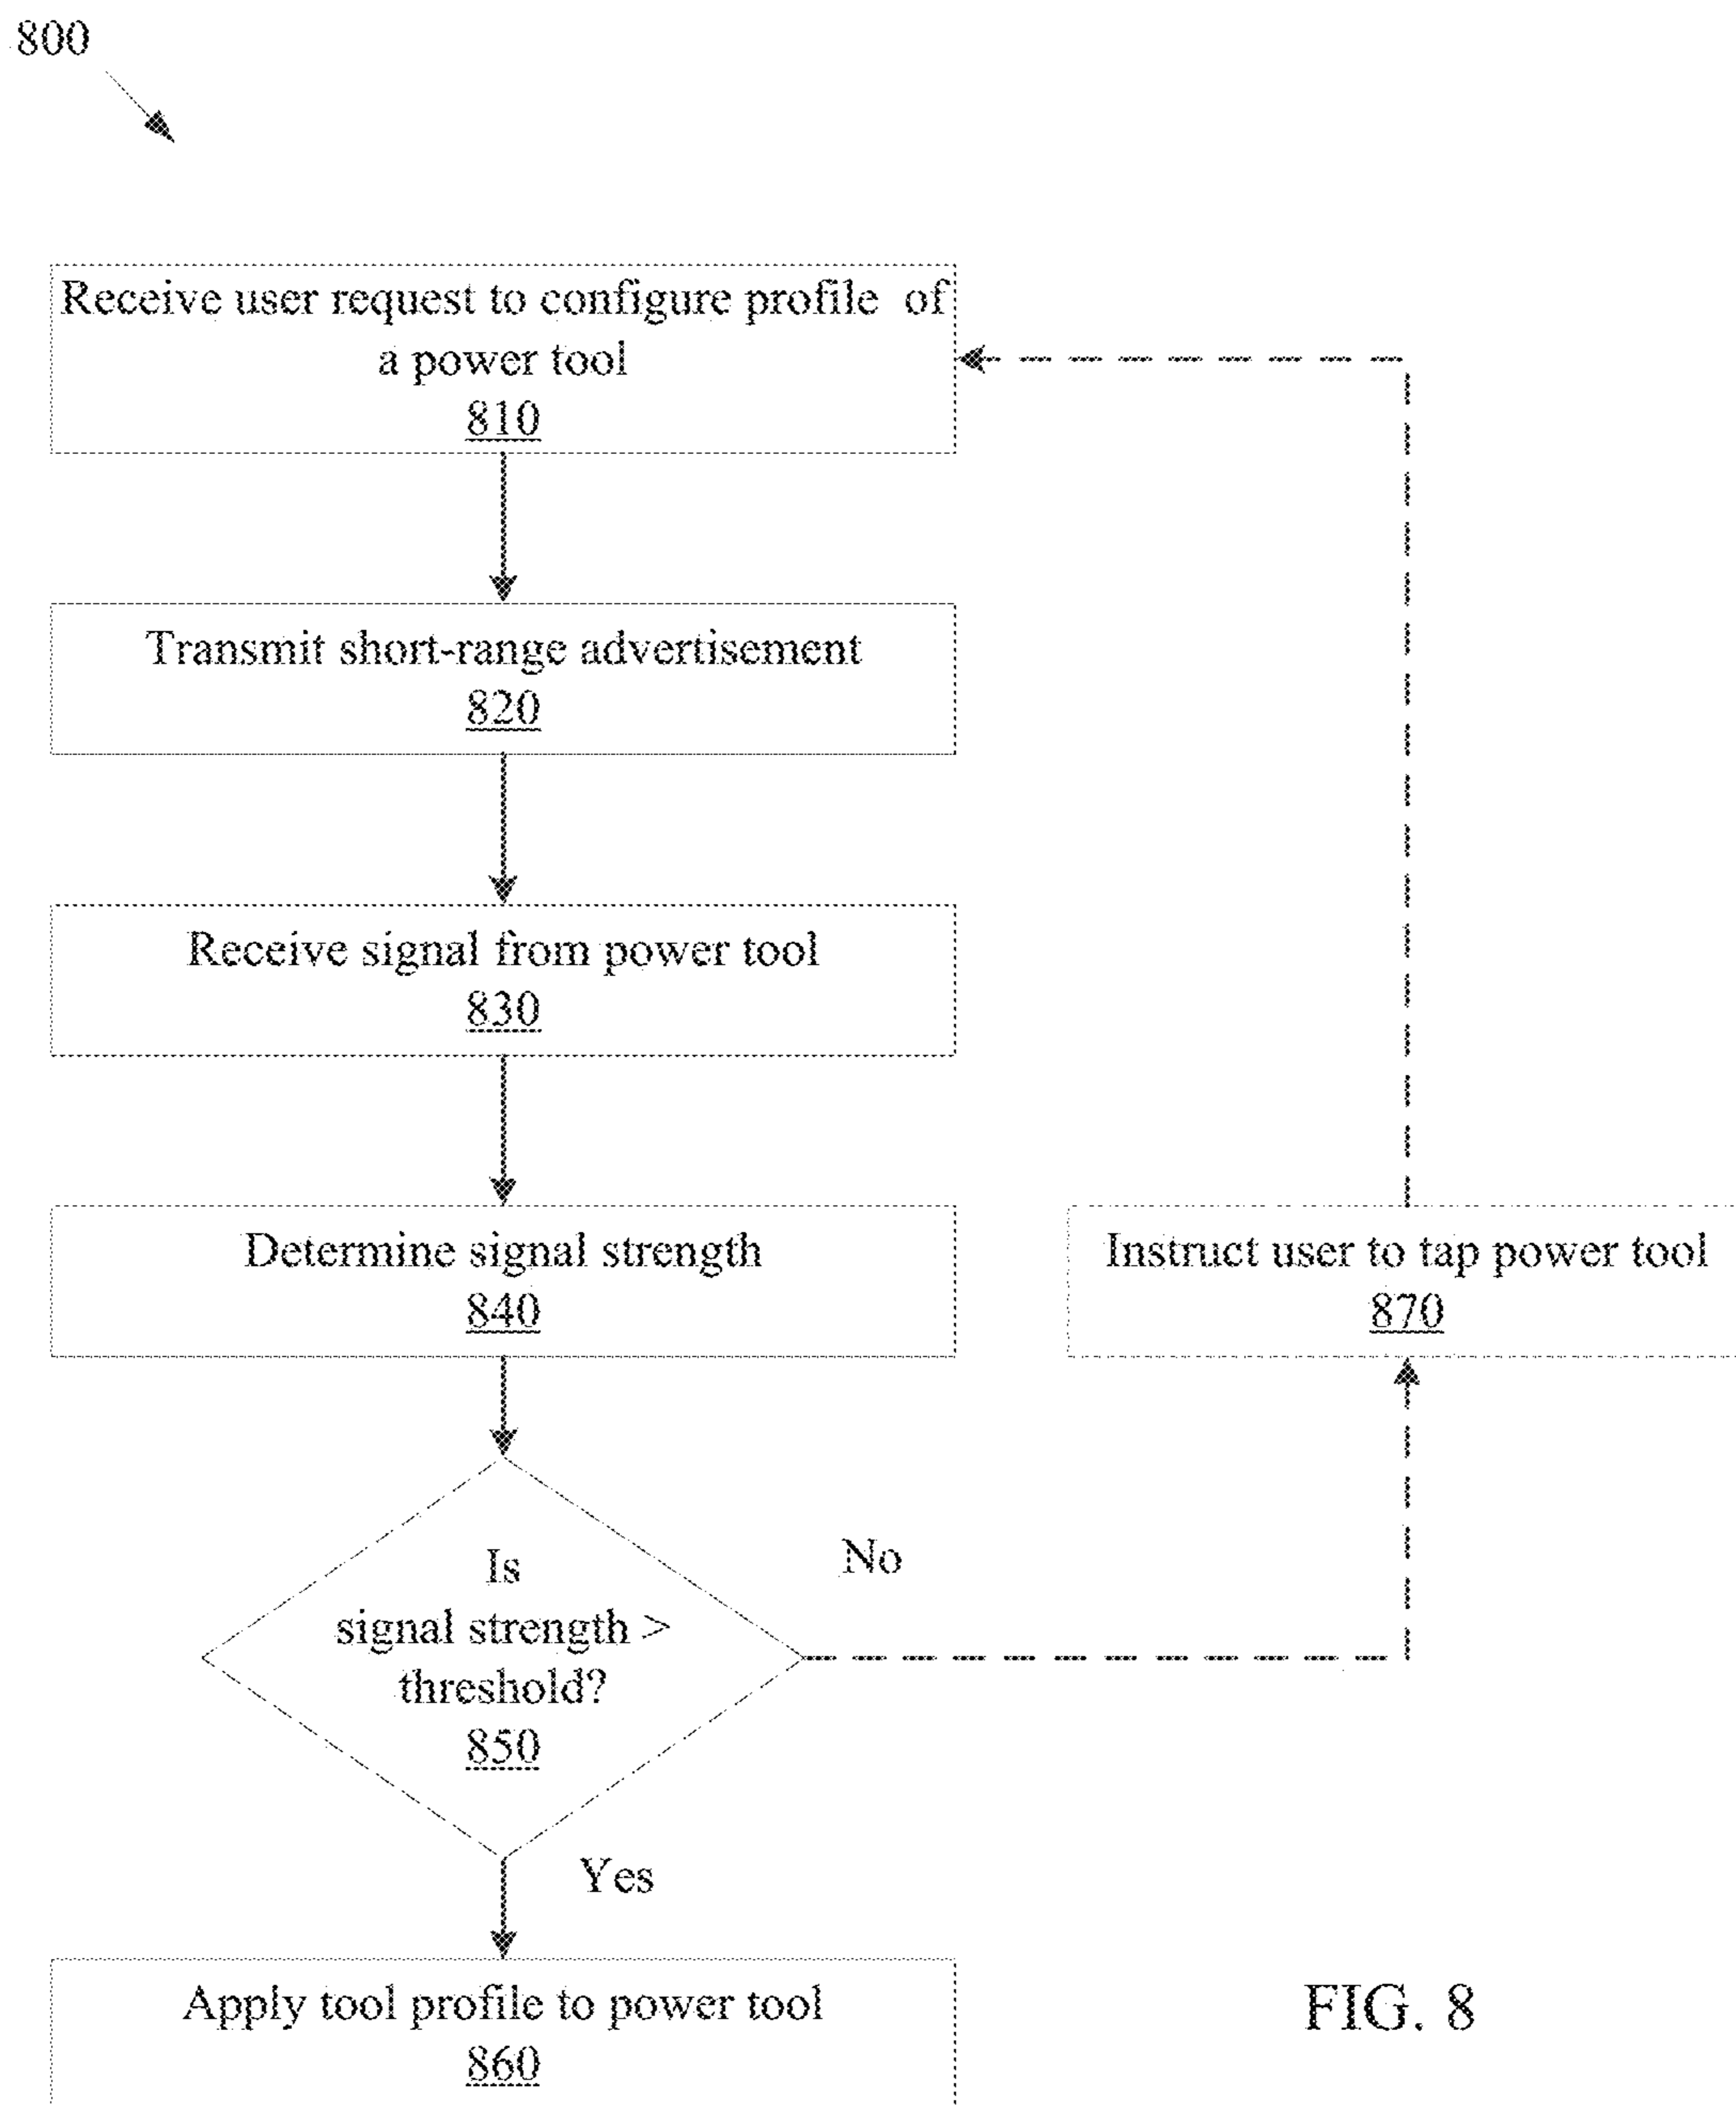 800
Receive user request to configure profile of
a power tool
810
Transmit short-range advertisement
820
Receive signal from power tool
830
Determine signal strength
840
Instruct user to tap power tool
870
Is
signal strength >
threshold?
850
No
Yes
Apply tool profile to power tool
860
FIG. 8